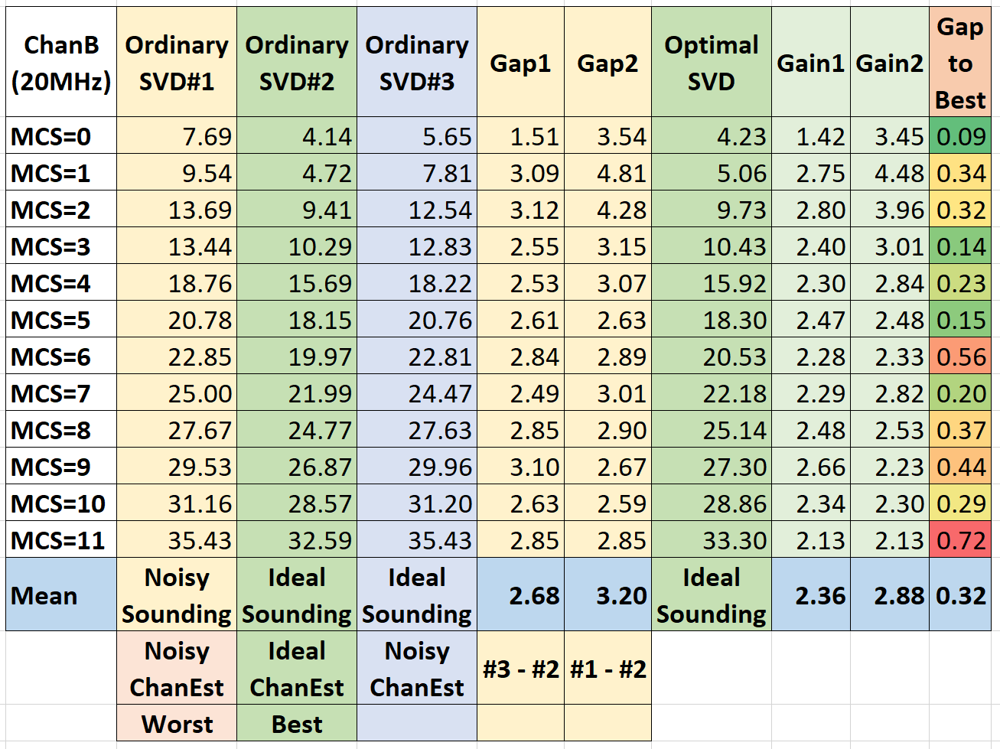 ChanB (20MHz) Ordinary SVD#1 Ordinary SVD#2 Ordinary SVD#3 Gap1 Gap2 Optimal SVD Gain1 Gain2 Gap to Best
MCS=0 7.69 4.14 5.65 1.51 3.54 4.23 1.42 3.45 0.09
MCS=1 9.54 4.72 7.81 3.09 4.81 5.06 2.75 4.48 0.34
MCS=2 13.69 9.41 12.54 3.12 4.28 9.73 2.80 3.96 0.32
MCS=3 13.44 10.29 12.83 2.55 3.15 10.43 2.40 3.01 0.14
MCS=4 18.76 15.69 18.22 2.53 3.07 15.92 2.30 2.84 0.23
MCS=5 20.78 18.15 20.76 2.61 2.63 18.30 2.47 2.48 0.15
MCS=6 22.85 19.97 22.81 2.84 2.89 20.53 2.28 2.33 0.56
MCS=7 25.00 21.99 24.47 2.49 3.01 22.18 2.29 2.82 0.20
MCS=8 27.67 24.77 27.63 2.85 2.90 25.14 2.48 2.53 0.37
MCS=9 29.53 26.87 29.96 3.10 2.67 27.30 2.66 2.23 0.44
MCS=10 31.16 28.57 31.20 2.63 2.59 28.86 2.34 2.30 0.29
MCS=11 35.43 32.59 35.43 2.85 2.85 33.30 2.13 2.13 0.72
Mean Noisy Sounding Ideal Sounding Ideal Sounding 2.68 3.20 Ideal Sounding 2.36 2.88 0.32
Noisy ChanEst Ideal ChanEst Noisy ChanEst #3 - #2 #1 - #2
Worst Best